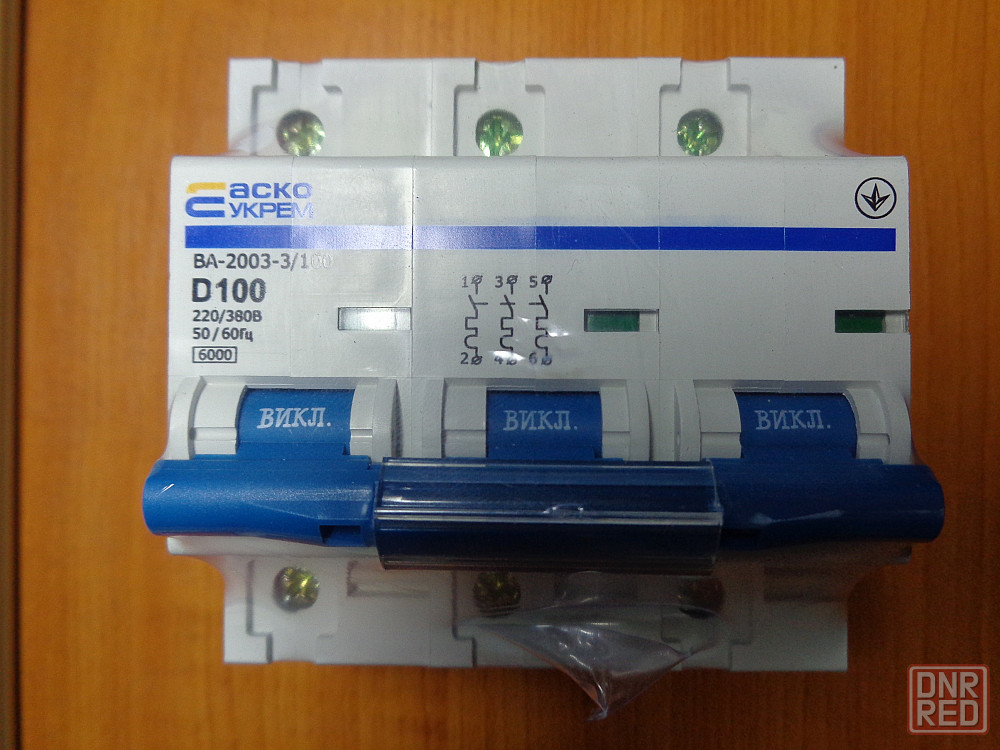 аско
УКРЕМ
ВА-2003-3/100
D100
220/380В
50/60Гц
6000
1 3 5
2 4 6
ВИКЛ. ВИКЛ. ВИКЛ.
DNR
RED